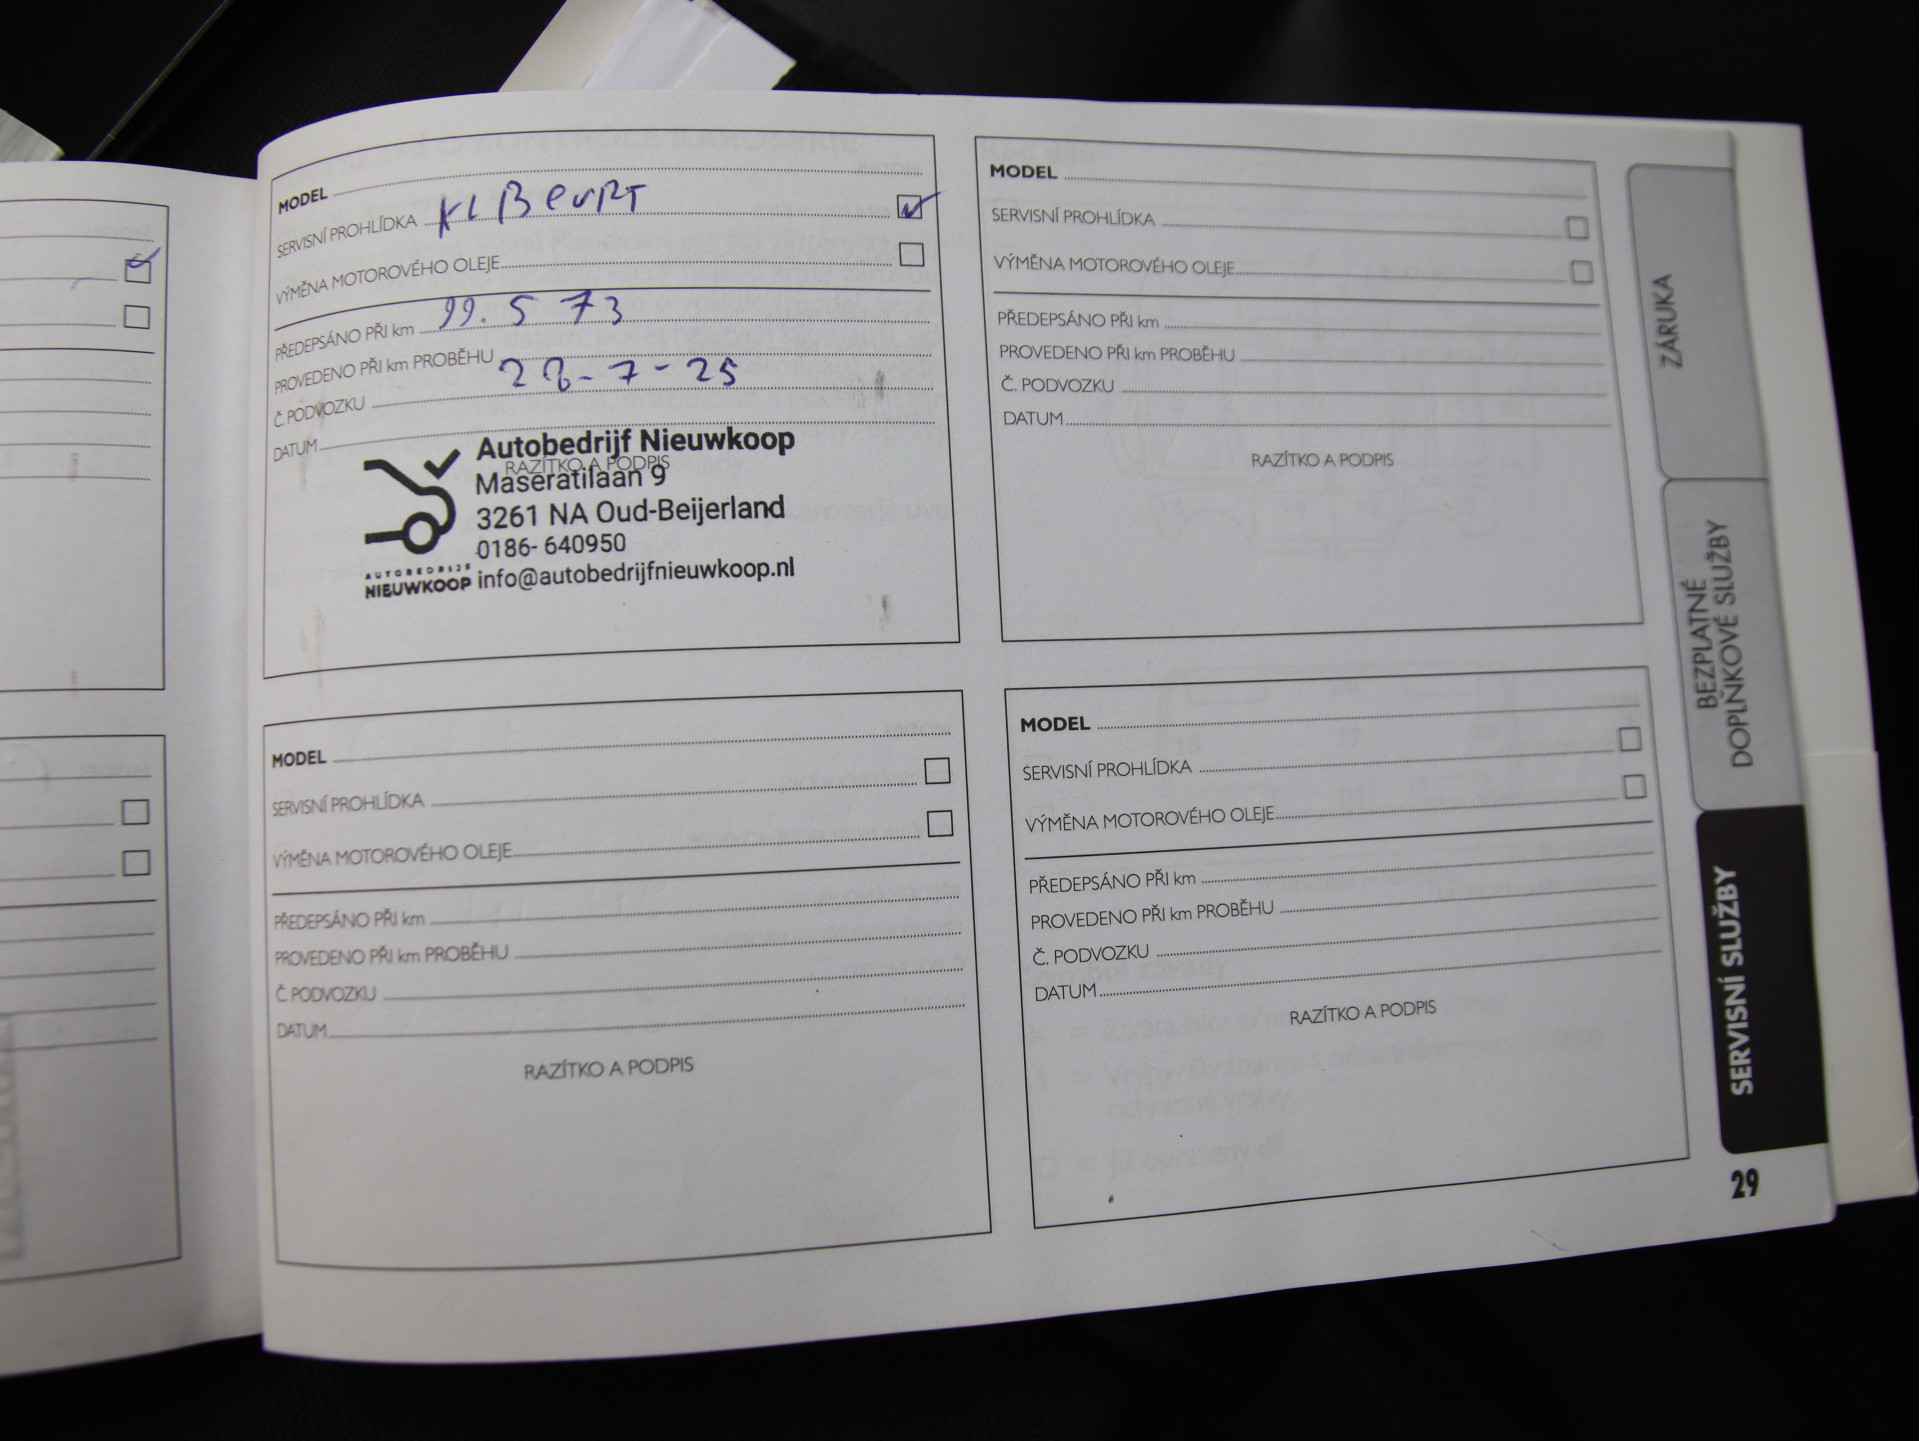 MODEL
SERVISNÍ PROHLÍDKA KL BEURT
VÝMĚNA MOTOROVÉHO OLEJE
PŘEDEPSÁNO PŘI km 99.573
PROVEDENO PŘI km PROBĚHU
Č. PODVOZKU 28-7-25
DATUM
RAZÍTKO A PODPIS
Autobedrijf Nieuwkoop
Maseratilaan 9
3261 NA Oud-Beijerland
0186- 640950
info@autobedrijfnieuwkoop.nl
AUTOBEDRIJF
NIEUWKOOP
MODEL
SERVISNÍ PROHLÍDKA
VÝMĚNA MOTOROVÉHO OLEJE
PŘEDEPSÁNO PŘI km
PROVEDENO PŘI km PROBĚHU
Č. PODVOZKU
DATUM
RAZÍTKO A PODPIS
MODEL
SERVISNÍ PROHLÍDKA
VÝMĚNA MOTOROVÉHO OLEJE
PŘEDEPSÁNO PŘI km
PROVEDENO PŘI km PROBĚHU
Č. PODVOZKU
DATUM
RAZÍTKO A PODPIS
MODEL
SERVISNÍ PROHLÍDKA
VÝMĚNA MOTOROVÉHO OLEJE
PŘEDEPSÁNO PŘI km
PROVEDENO PŘI km PROBĚHU
Č. PODVOZKU
DATUM
RAZÍTKO A PODPIS
ZÁRUKA
BEZPLATNÉ
DOPLŇKOVÉ SLUŽBY
SERVISNÍ SLUŽBY
29